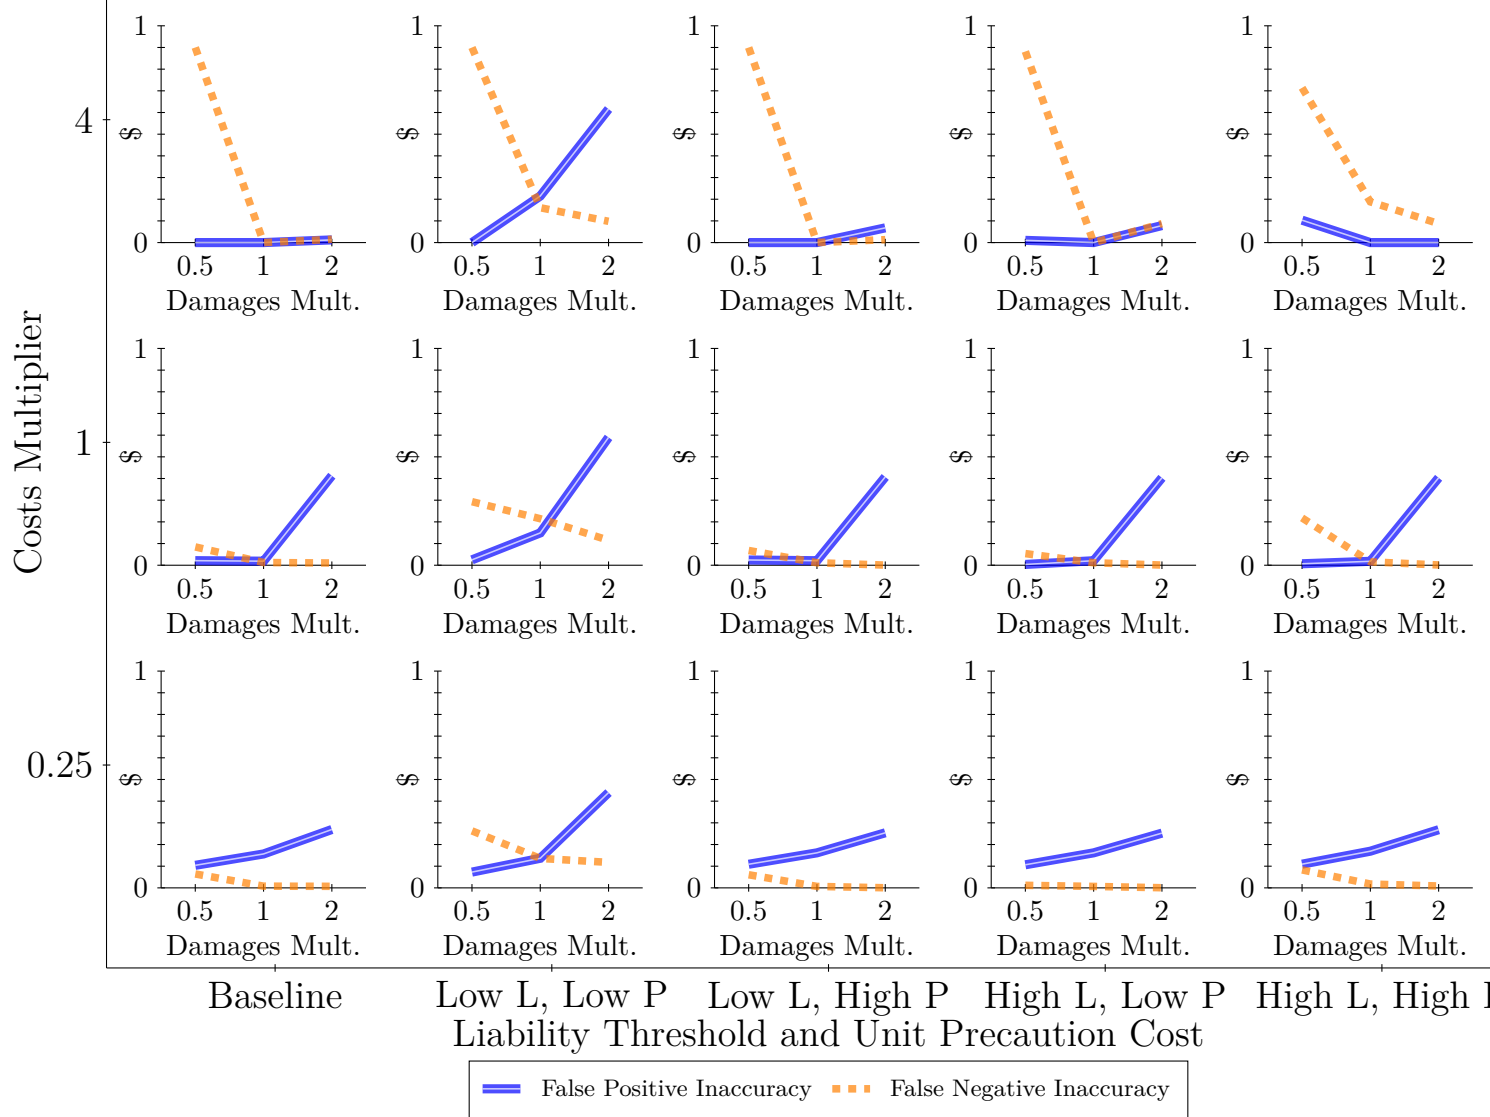 1
$
0
0.5 1 2
Damages Mult.
1
$
0
0.5 1 2
Damages Mult.
1
$
0
0.5 1 2
Damages Mult.
1
$
0
0.5 1 2
Damages Mult.
1
$
0
0.5 1 2
Damages Mult.
4
1
$
0
0.5 1 2
Damages Mult.
1
$
0
0.5 1 2
Damages Mult.
1
$
0
0.5 1 2
Damages Mult.
1
$
0
0.5 1 2
Damages Mult.
1
$
0
0.5 1 2
Damages Mult.
1
Costs Multiplier
1
$
0
0.5 1 2
Damages Mult.
1
$
0
0.5 1 2
Damages Mult.
1
$
0
0.5 1 2
Damages Mult.
1
$
0
0.5 1 2
Damages Mult.
1
$
0
0.5 1 2
Damages Mult.
0.25
Baseline
Low L, Low P
Low L, High P
High L, Low P
High L, High
Liability Threshold and Unit Precaution Cost
False Positive Inaccuracy
False Negative Inaccuracy